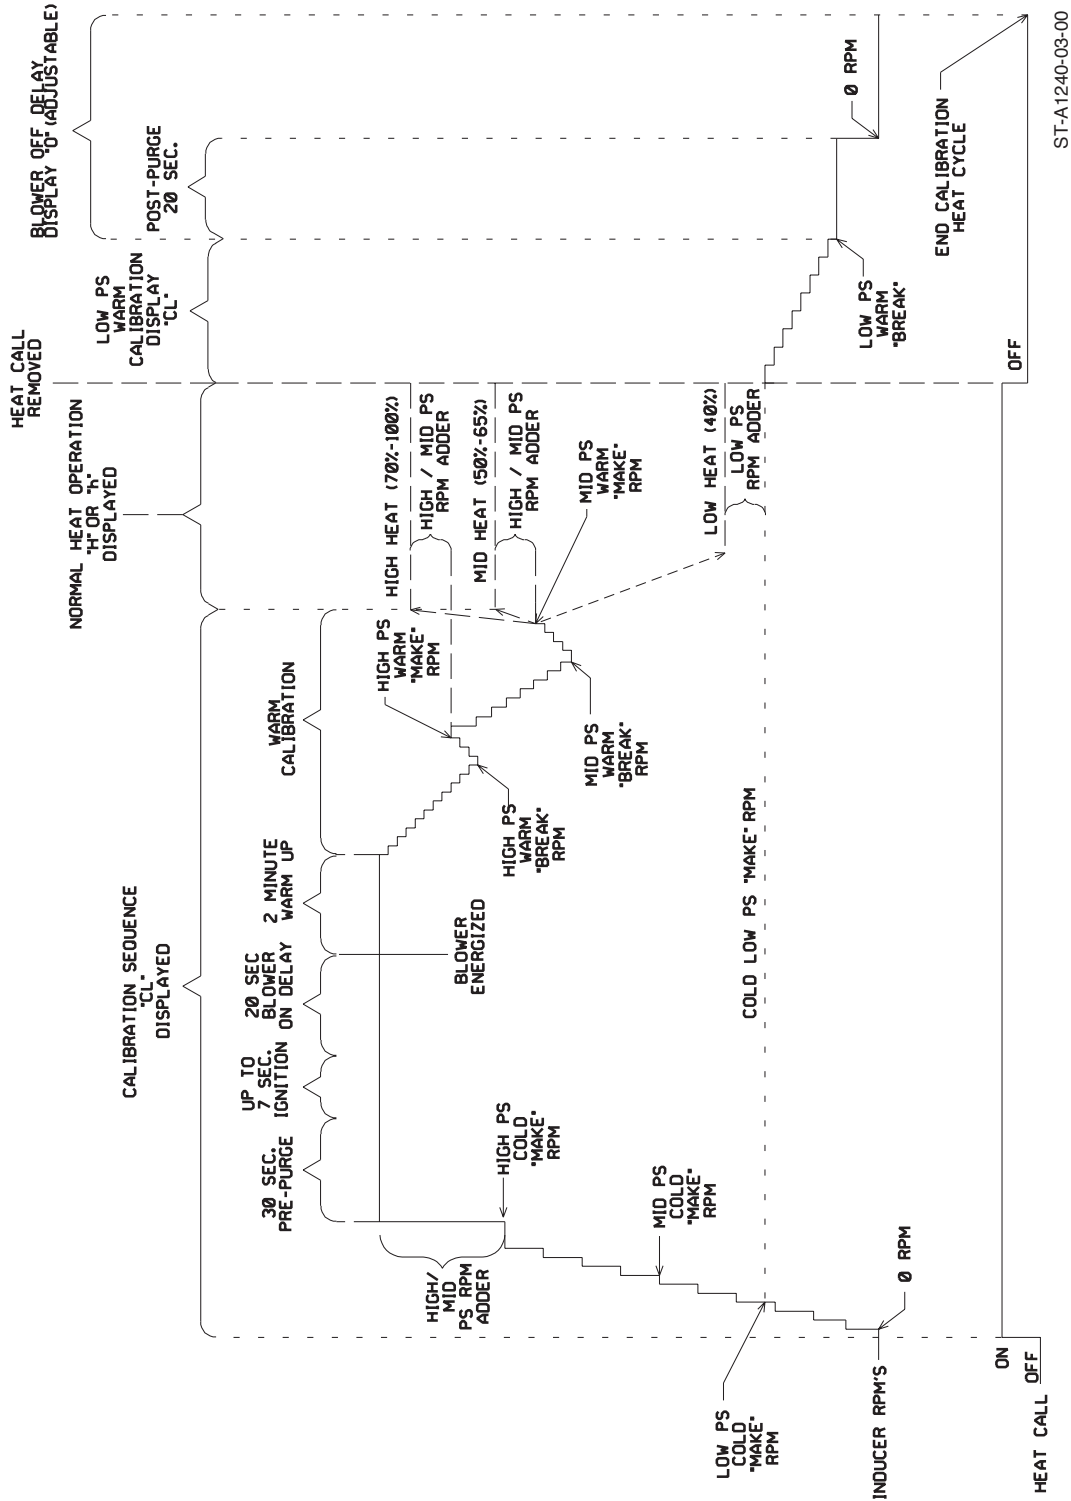 CALIBRATION SEQUENCE
"CL"
DISPLAYED
NORMAL HEAT OPERATION
"H" OR "h"
DISPLAYED
HEAT CALL
REMOVED
LOW PS
WARM
CALIBRATION
DISPLAY
"CL"
BLOWER OFF DELAY
DISPLAY "0" (ADJUSTABLE)
POST-PURGE
20 SEC.
30 SEC.
PRE-PURGE
UP TO
7 SEC.
IGNITION
20 SEC
BLOWER
ON DELAY
2 MINUTE
WARM UP
WARM
CALIBRATION
HIGH/
MID
PS RPM
ADDER
BLOWER
ENERGIZED
HIGH PS
WARM
"MAKE"
RPM
HIGH HEAT (70%-100%)
HIGH / MID PS
RPM ADDER
MID HEAT (50%-65%)
HIGH / MID PS
RPM ADDER
HIGH PS
COLD
"MAKE"
RPM
HIGH PS
WARM
"BREAK"
RPM
MID PS
WARM
"BREAK"
RPM
MID PS
WARM
"MAKE"
RPM
MID PS
COLD
"MAKE"
RPM
LOW HEAT (40%)
LOW PS
RPM ADDER
LOW PS
COLD
"MAKE"
RPM
COLD LOW PS "MAKE" RPM
LOW PS
WARM
"BREAK"
0 RPM
INDUCER RPM'S
0 RPM
END CALIBRATION
HEAT CYCLE
ON
OFF
OFF
HEAT CALL
ST-A1240-03-00